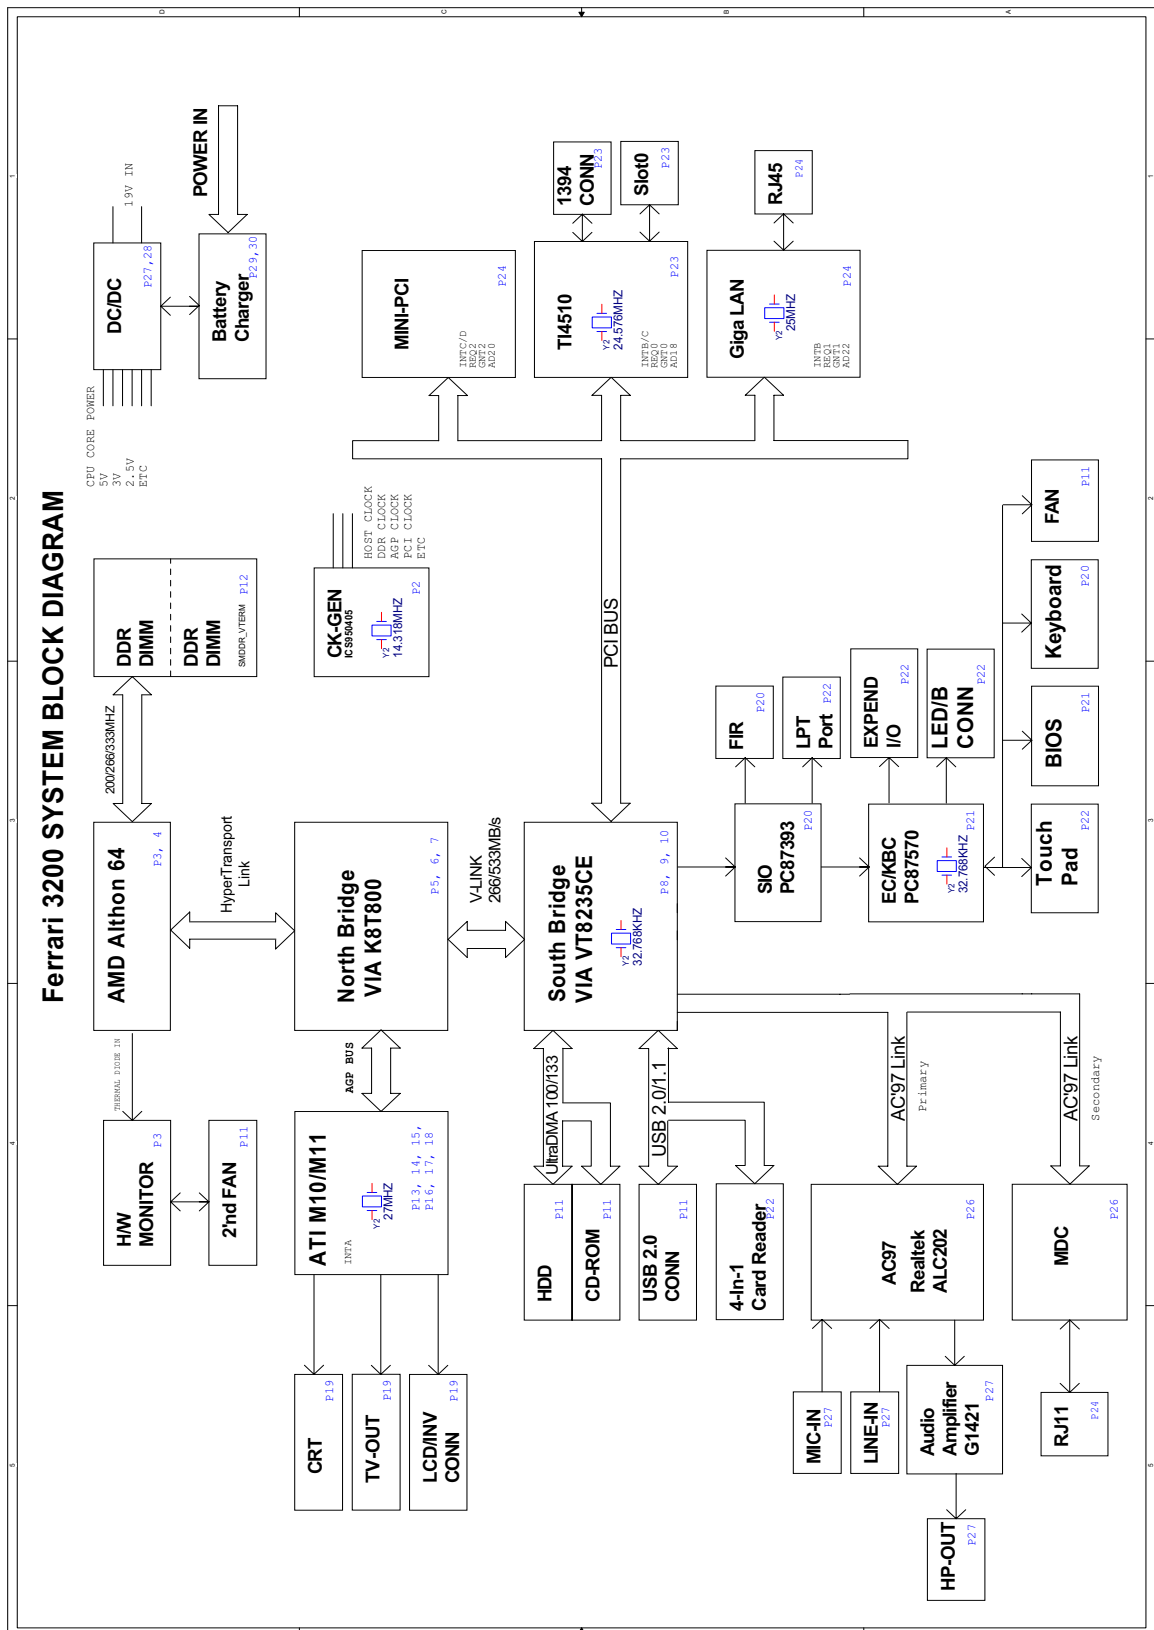 Ferrari 3200 SYSTEM BLOCK DIAGRAM
5
4
3
2
1
D
C
B
A
CRT
P19
TV-OUT
P19
LCD/INV
CONN
P19
H/W
MONITOR
P3
2'nd FAN
P11
THERMAL DIODE IN
AMD Althon 64
P3, 4
200/266/333MHZ
DDR
DIMM
DDR
DIMM
SMDDR_VTERM
P12
CPU CORE POWER
5V
3V
2.5V
ETC
DC/DC
P27,28
19V IN
Battery
Charger
P29,30
POWER IN
ATI M10/M11
INTA
Y2
27MHZ
P13, 14, 15,
P16, 17, 18
AGP BUS
HyperTransport
Link
North Bridge
VIA K8T800
P5, 6, 7
V-LINK
266/533MB/s
CK-GEN
ICS950405
Y2
14.318MHZ
P2
HOST CLOCK
DDR CLOCK
AGP CLOCK
PCI CLOCK
ETC
MINI-PCI
P24
INTC/D
REQ2
GNT2
AD20
HDD
P11
CD-ROM
P11
UltraDMA 100/133
USB 2.0
CONN
P11
USB 2.0/1.1
4-In-1
Card Reader
P22
South Bridge
VIA VT8235CE
Y2
32.768KHZ
P8, 9, 10
PCI BUS
TI4510
Y2
24.576MHZ
P23
INTB/C
REQ0
GNT0
AD18
1394
CONN
P23
Slot0
P23
Giga LAN
Y2
25MHZ
P24
INTB
REQ1
GNT1
AD22
RJ45
P24
SIO
PC87393
P20
FIR
P20
LPT
Port
P22
EC/KBC
PC87570
Y2
32.768KHZ
P21
EXPEND
I/O
P22
LED/B
CONN
P22
Touch
Pad
P22
BIOS
P21
Keyboard
P20
FAN
P11
AC'97 Link
Primary
AC'97 Link
Secondary
AC97
Realtek
ALC202
P26
MIC-IN
P27
LINE-IN
P27
Audio
Amplifier
G1421
P27
HP-OUT
P27
MDC
P26
RJ11
P24